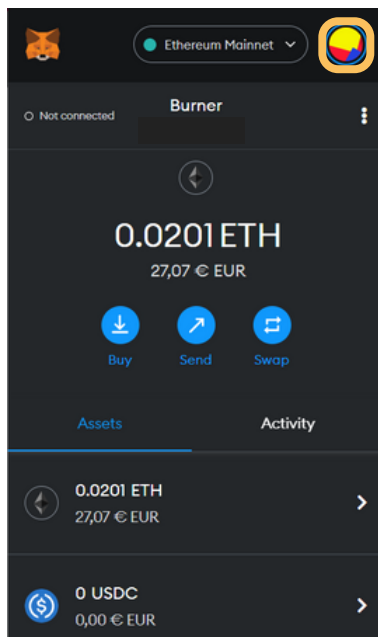 Ethereum Mainnet
Not connected
Burner
0.0201 ETH
27,07 € EUR
Buy Send Swap
Assets Activity
0.0201 ETH
27,07 € EUR
0 USDC
0,00 € EUR